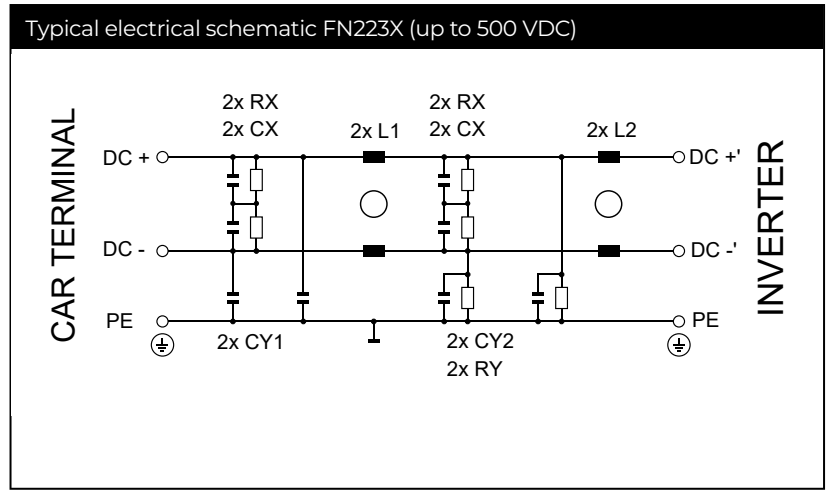 Typical electrical schematic FN223X (up to 500 VDC)
CAR TERMINAL
2x RX
2x CX
2x L1
2x RX
2x CX
2x L2
DC +
DC +'
DC -
DC -'
PE
PE
2x CY1
2x CY2
2x RY
INVERTER